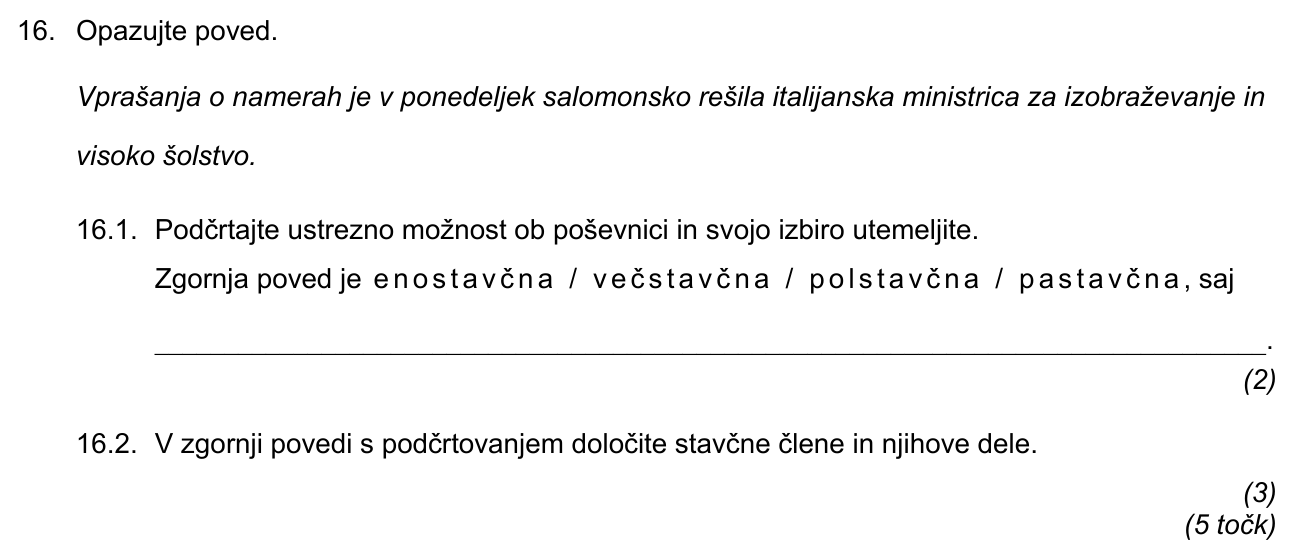 16. Opazujte poved.
Vprašanja o namerah je v ponedeljek salomonsko rešila italijanska ministrica za izobraževanje in
visoko šolstvo.
16.1. Podčrtajte ustrezno možnost ob poševnici in svojo izbiro utemeljite.
Zgornja poved je enostavčna / večstavčna / polstavčna / pastavčna, saj
.
(2)
16.2. V zgornji povedi s podčrtovanjem določite stavčne člene in njihove dele.
(3)
(5 točk)